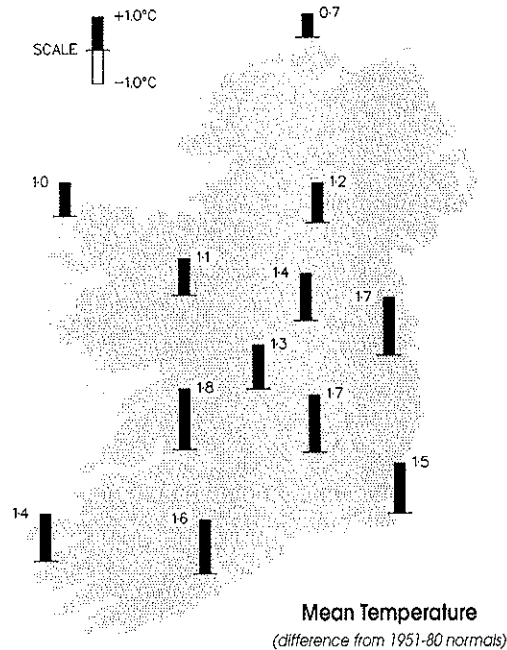 +1.0°C
SCALE
-1.0°C
0·7
1·0
1·2
1·1
1·4
1·7
1·3
1·8
1·7
1·5
1·4
1·6
Mean Temperature
(difference from 1951-80 normals)